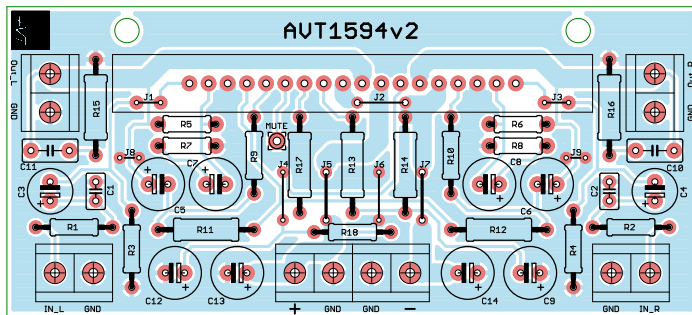 AVT1594v2
Out_L
GND
R15
J1
J2
J3
R16
Out_R
GND
C11
R5
R7
MUTE
R9
R17
R13
R14
R10
R6
R8
C10
J8
C7
J4
J5
J6
J7
C8
J9
C3
C1
C5
C6
C2
C4
R1
R3
R11
R18
R12
R4
R2
C12
C13
C14
C9
IN_L
GND
+
GND
GND
-
GND
IN_R